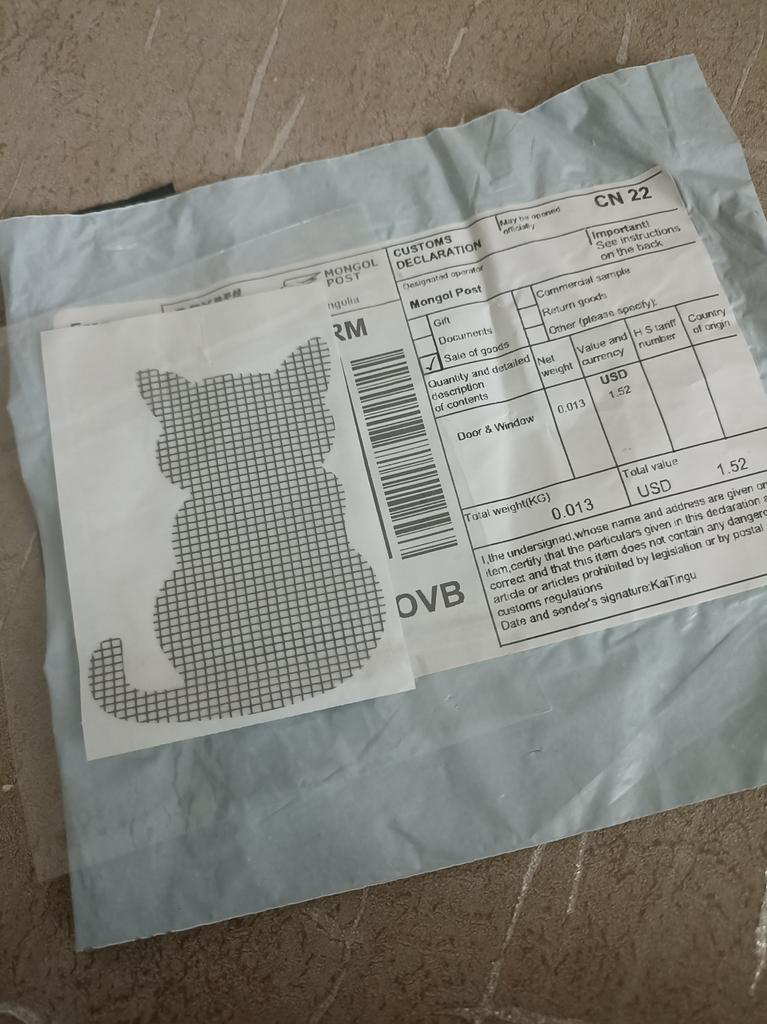 CN 22
CUSTOMS
DECLARATION
May be opened
officially
Important!
See instructions
on the back
Designated operator
Mongol Post
Gift
Documents
✓ Sale of goods
Commercial sample
Return goods
Other (please specify):
Quantity and detailed
description
of contents
Net
weight
Value and
currency
H S tariff
number
Country
of origin
USD
Door & Window
0.013
1.52
Total weight(KG)
0.013
Total value
USD
1.52
I,the undersigned,whose name and address are given on
item,certify that the particulars given in this declaration a
correct and that this item does not contain any dangero
article or articles prohibited by legislation or by postal
customs regulations
Date and sender's signature:KaiTingu
MONGOL
POST
ngolia
RM
OVB